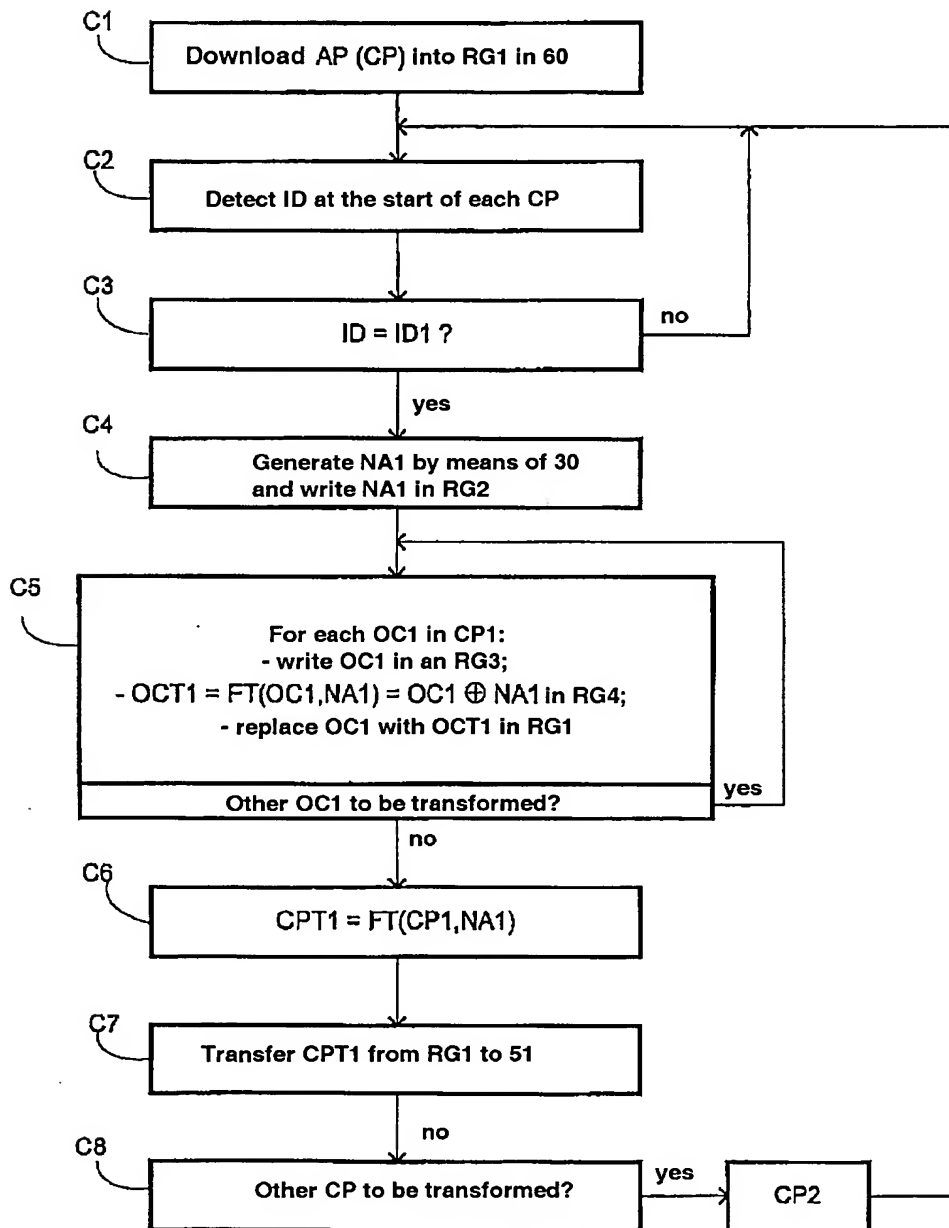 C1
Download AP (CP) into RG1 in 60
C2
Detect ID at the start of each CP
C3
ID = ID1 ?
no
yes
C4
Generate NA1 by means of 30
and write NA1 in RG2
C5
For each OC1 in CP1:
- write OC1 in an RG3;
- OCT1 = FT(OC1,NA1) = OC1 ⊕ NA1 in RG4;
- replace OC1 with OCT1 in RG1
Other OC1 to be transformed?
yes
no
C6
CPT1 = FT(CP1,NA1)
C7
Transfer CPT1 from RG1 to 51
no
C8
Other CP to be transformed?
yes
CP2